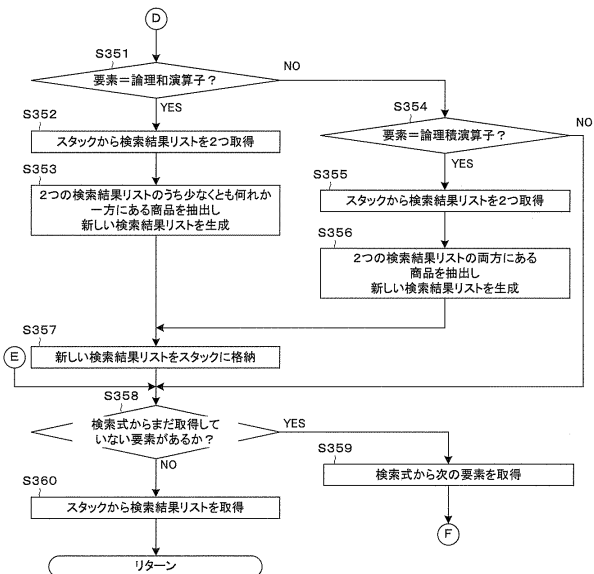 D
S351
要素＝論理和演算子？
NO
YES
S352
スタックから検索結果リストを２つ取得
S353
２つの検索結果リストのうち少なくとも何れか
一方にある商品を抽出し
新しい検索結果リストを生成
S354
要素＝論理積演算子？
NO
YES
S355
スタックから検索結果リストを２つ取得
S356
２つの検索結果リストの両方にある
商品を抽出し
新しい検索結果リストを生成
S357
新しい検索結果リストをスタックに格納
E
S358
検索式からまだ取得して
いない要素があるか？
YES
NO
S359
検索式から次の要素を取得
F
S360
スタックから検索結果リストを取得
リターン